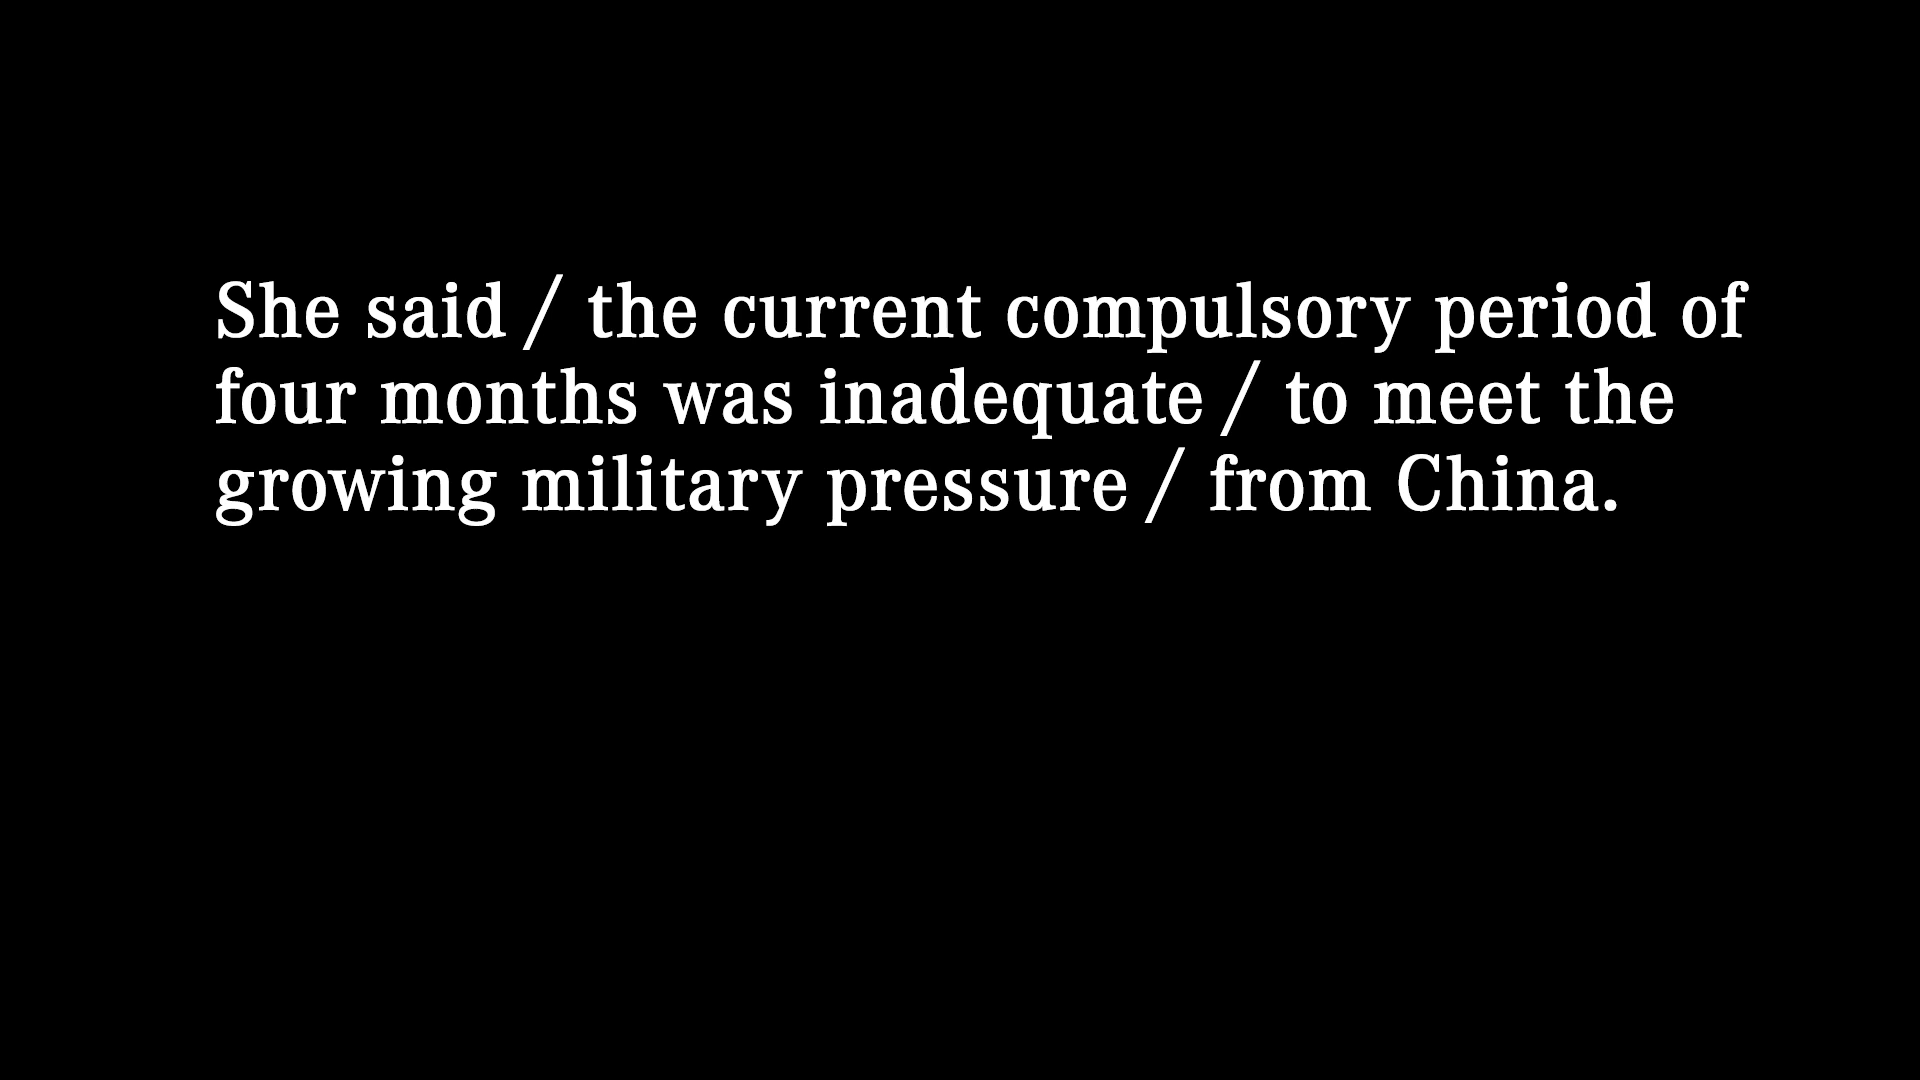 She said / the current compulsory period of
four months was inadequate / to meet the
growing military pressure / from China.